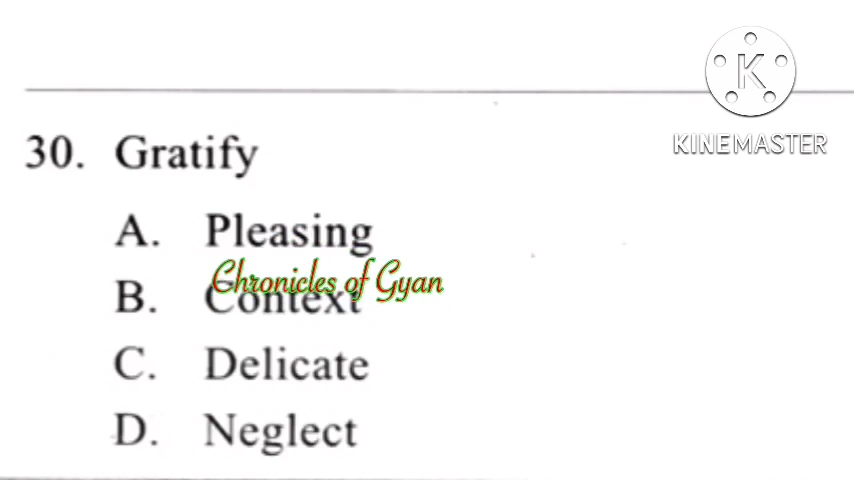 K
KINEMASTER
30. Gratify
A. Pleasing
Chronicles of Gyan
B. Context
C. Delicate
D. Neglect